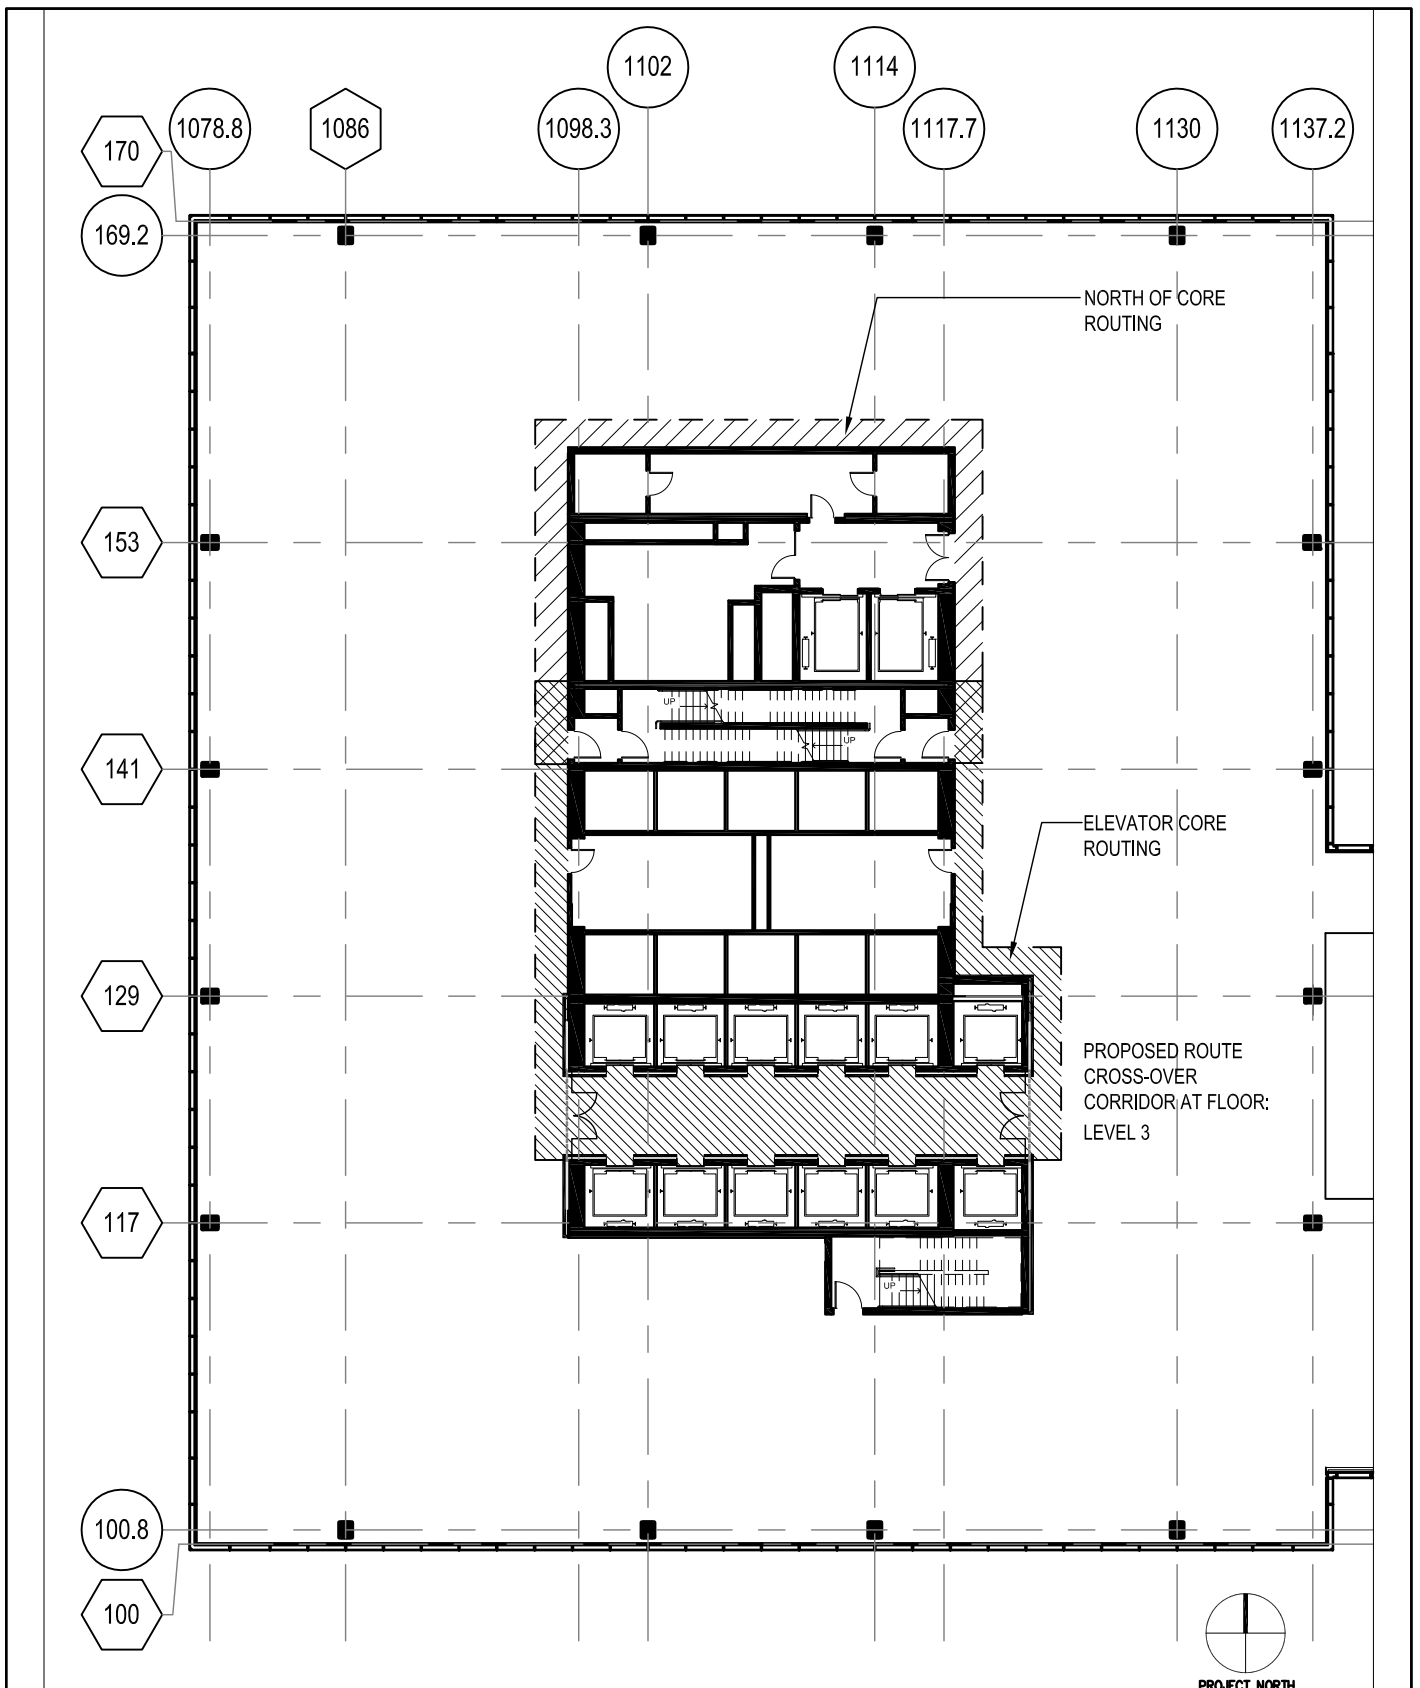 1102
1114
1078.8
1086
1098.3
1117.7
1130
1137.2
170
169.2
NORTH OF CORE
ROUTING
153
UP
UP
141
ELEVATOR CORE
ROUTING
129
PROPOSED ROUTE
CROSS-OVER
CORRIDOR AT FLOOR:
LEVEL 3
117
UP
100.8
100
PROJECT NORTH